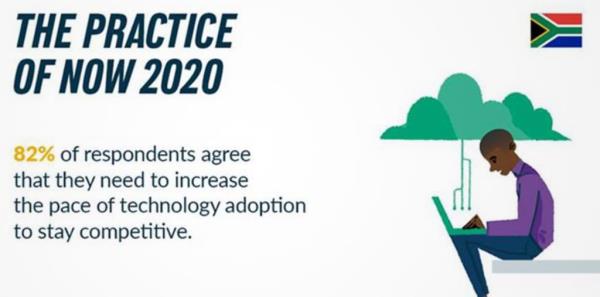 THE PRACTICE
OF NOW 2020
82% of respondents agree
that they need to increase
the pace of technology adoption
to stay competitive.